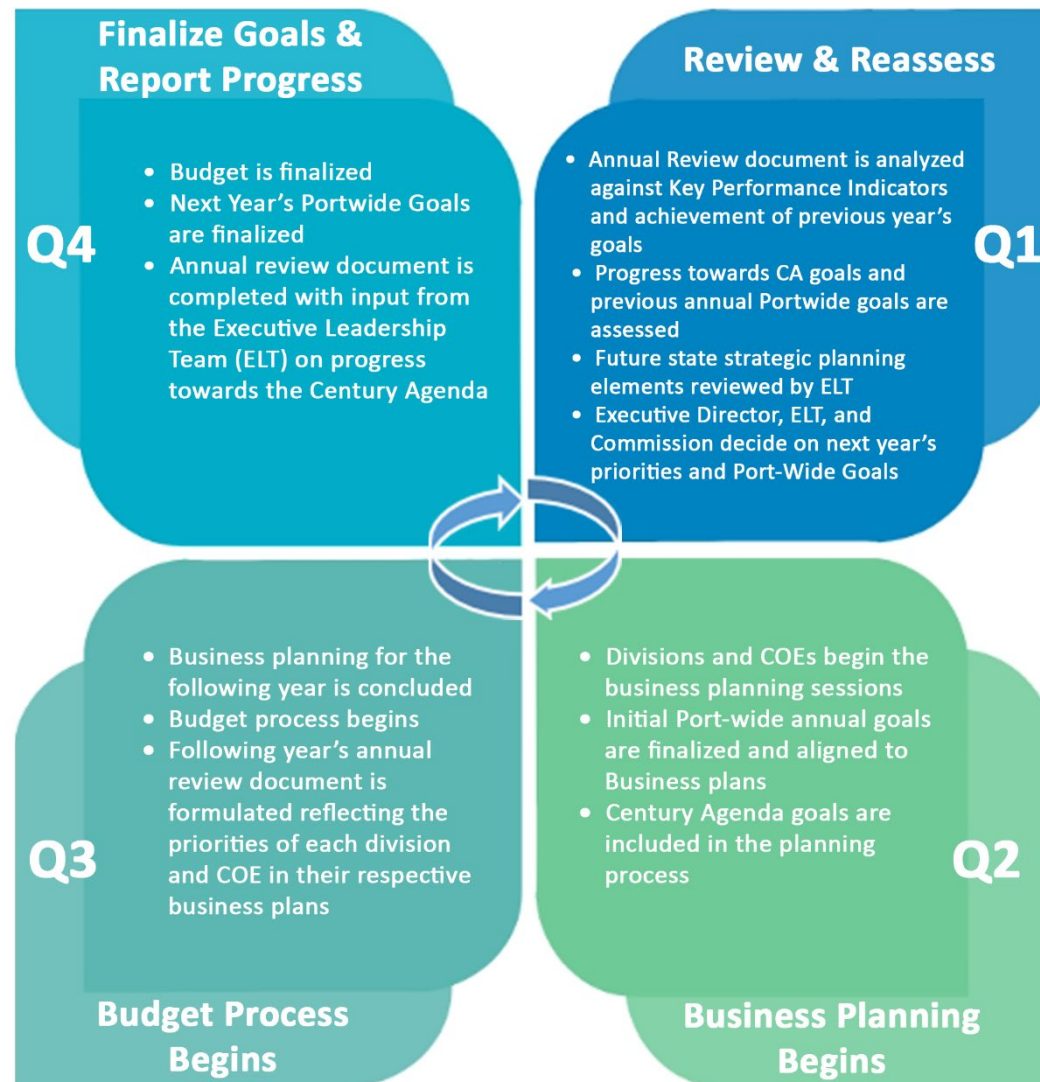 Finalize Goals &
Report Progress
Q4
• Budget is finalized
• Next Year's Portwide Goals
are finalized
• Annual review document is
completed with input from
the Executive Leadership
Team (ELT) on progress
towards the Century Agenda
Review & Reassess
Q1
• Annual Review document is analyzed
against Key Performance Indicators
and achievement of previous year's
goals
• Progress towards CA goals and
previous annual Portwide goals are
assessed
• Future state strategic planning
elements reviewed by ELT
• Executive Director, ELT, and
Commission decide on next year's
priorities and Port-Wide Goals
• Business planning for the
following year is concluded
• Budget process begins
• Following year's annual
review document is
formulated reflecting the
priorities of each division
and COE in their respective
business plans
Q3
Budget Process
Begins
• Divisions and COEs begin the
business planning sessions
• Initial Port-wide annual goals
are finalized and aligned to
Business plans
• Century Agenda goals are
included in the planning
process
Q2
Business Planning
Begins